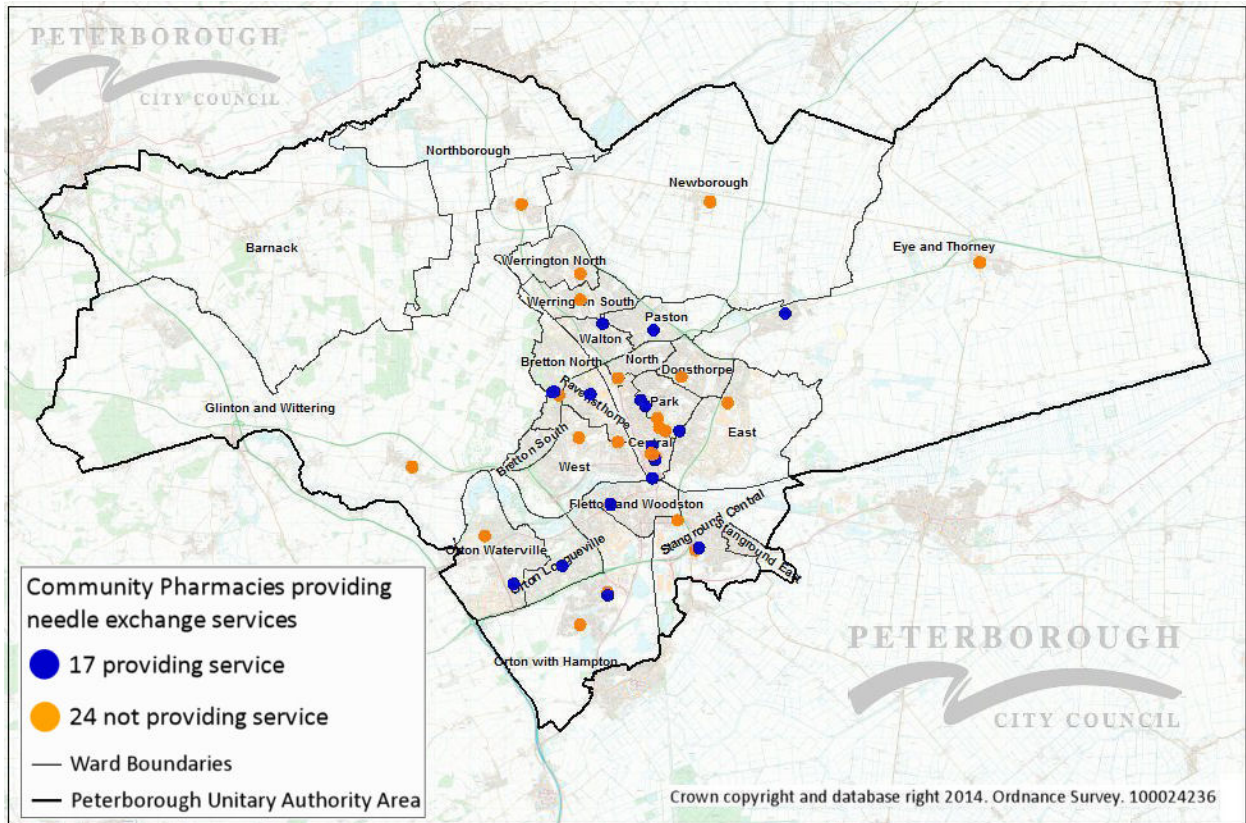 PETERBOROUGH
CITY COUNCIL
Northborough
Newborough
Barnack
Eye and Thorney
Werrington North
Werrington South
Paston
Walton
Bretton North
North
Dogsthorpe
Ravensthorpe
Park
Glinton and Wittering
East
Bretton South
Central
West
Fletton and Woodston
Stanground Central
Stanground East
Orton Waterville
Orton Longueville
Orton with Hampton
Community Pharmacies providing
needle exchange services
17 providing service
24 not providing service
Ward Boundaries
Peterborough Unitary Authority Area
PETERBOROUGH
CITY COUNCIL
Crown copyright and database right 2014. Ordnance Survey. 100024236